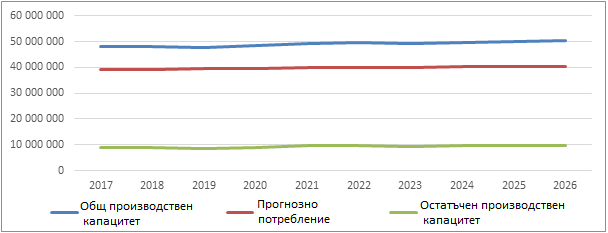 60 000 000
50 000 000
40 000 000
30 000 000
20 000 000
10 000 000
0
2017 2018 2019 2020 2021 2022 2023 2024 2025 2026
Общ производствен капацитет
Прогнозно потребление
Остатъчен производствен капацитет